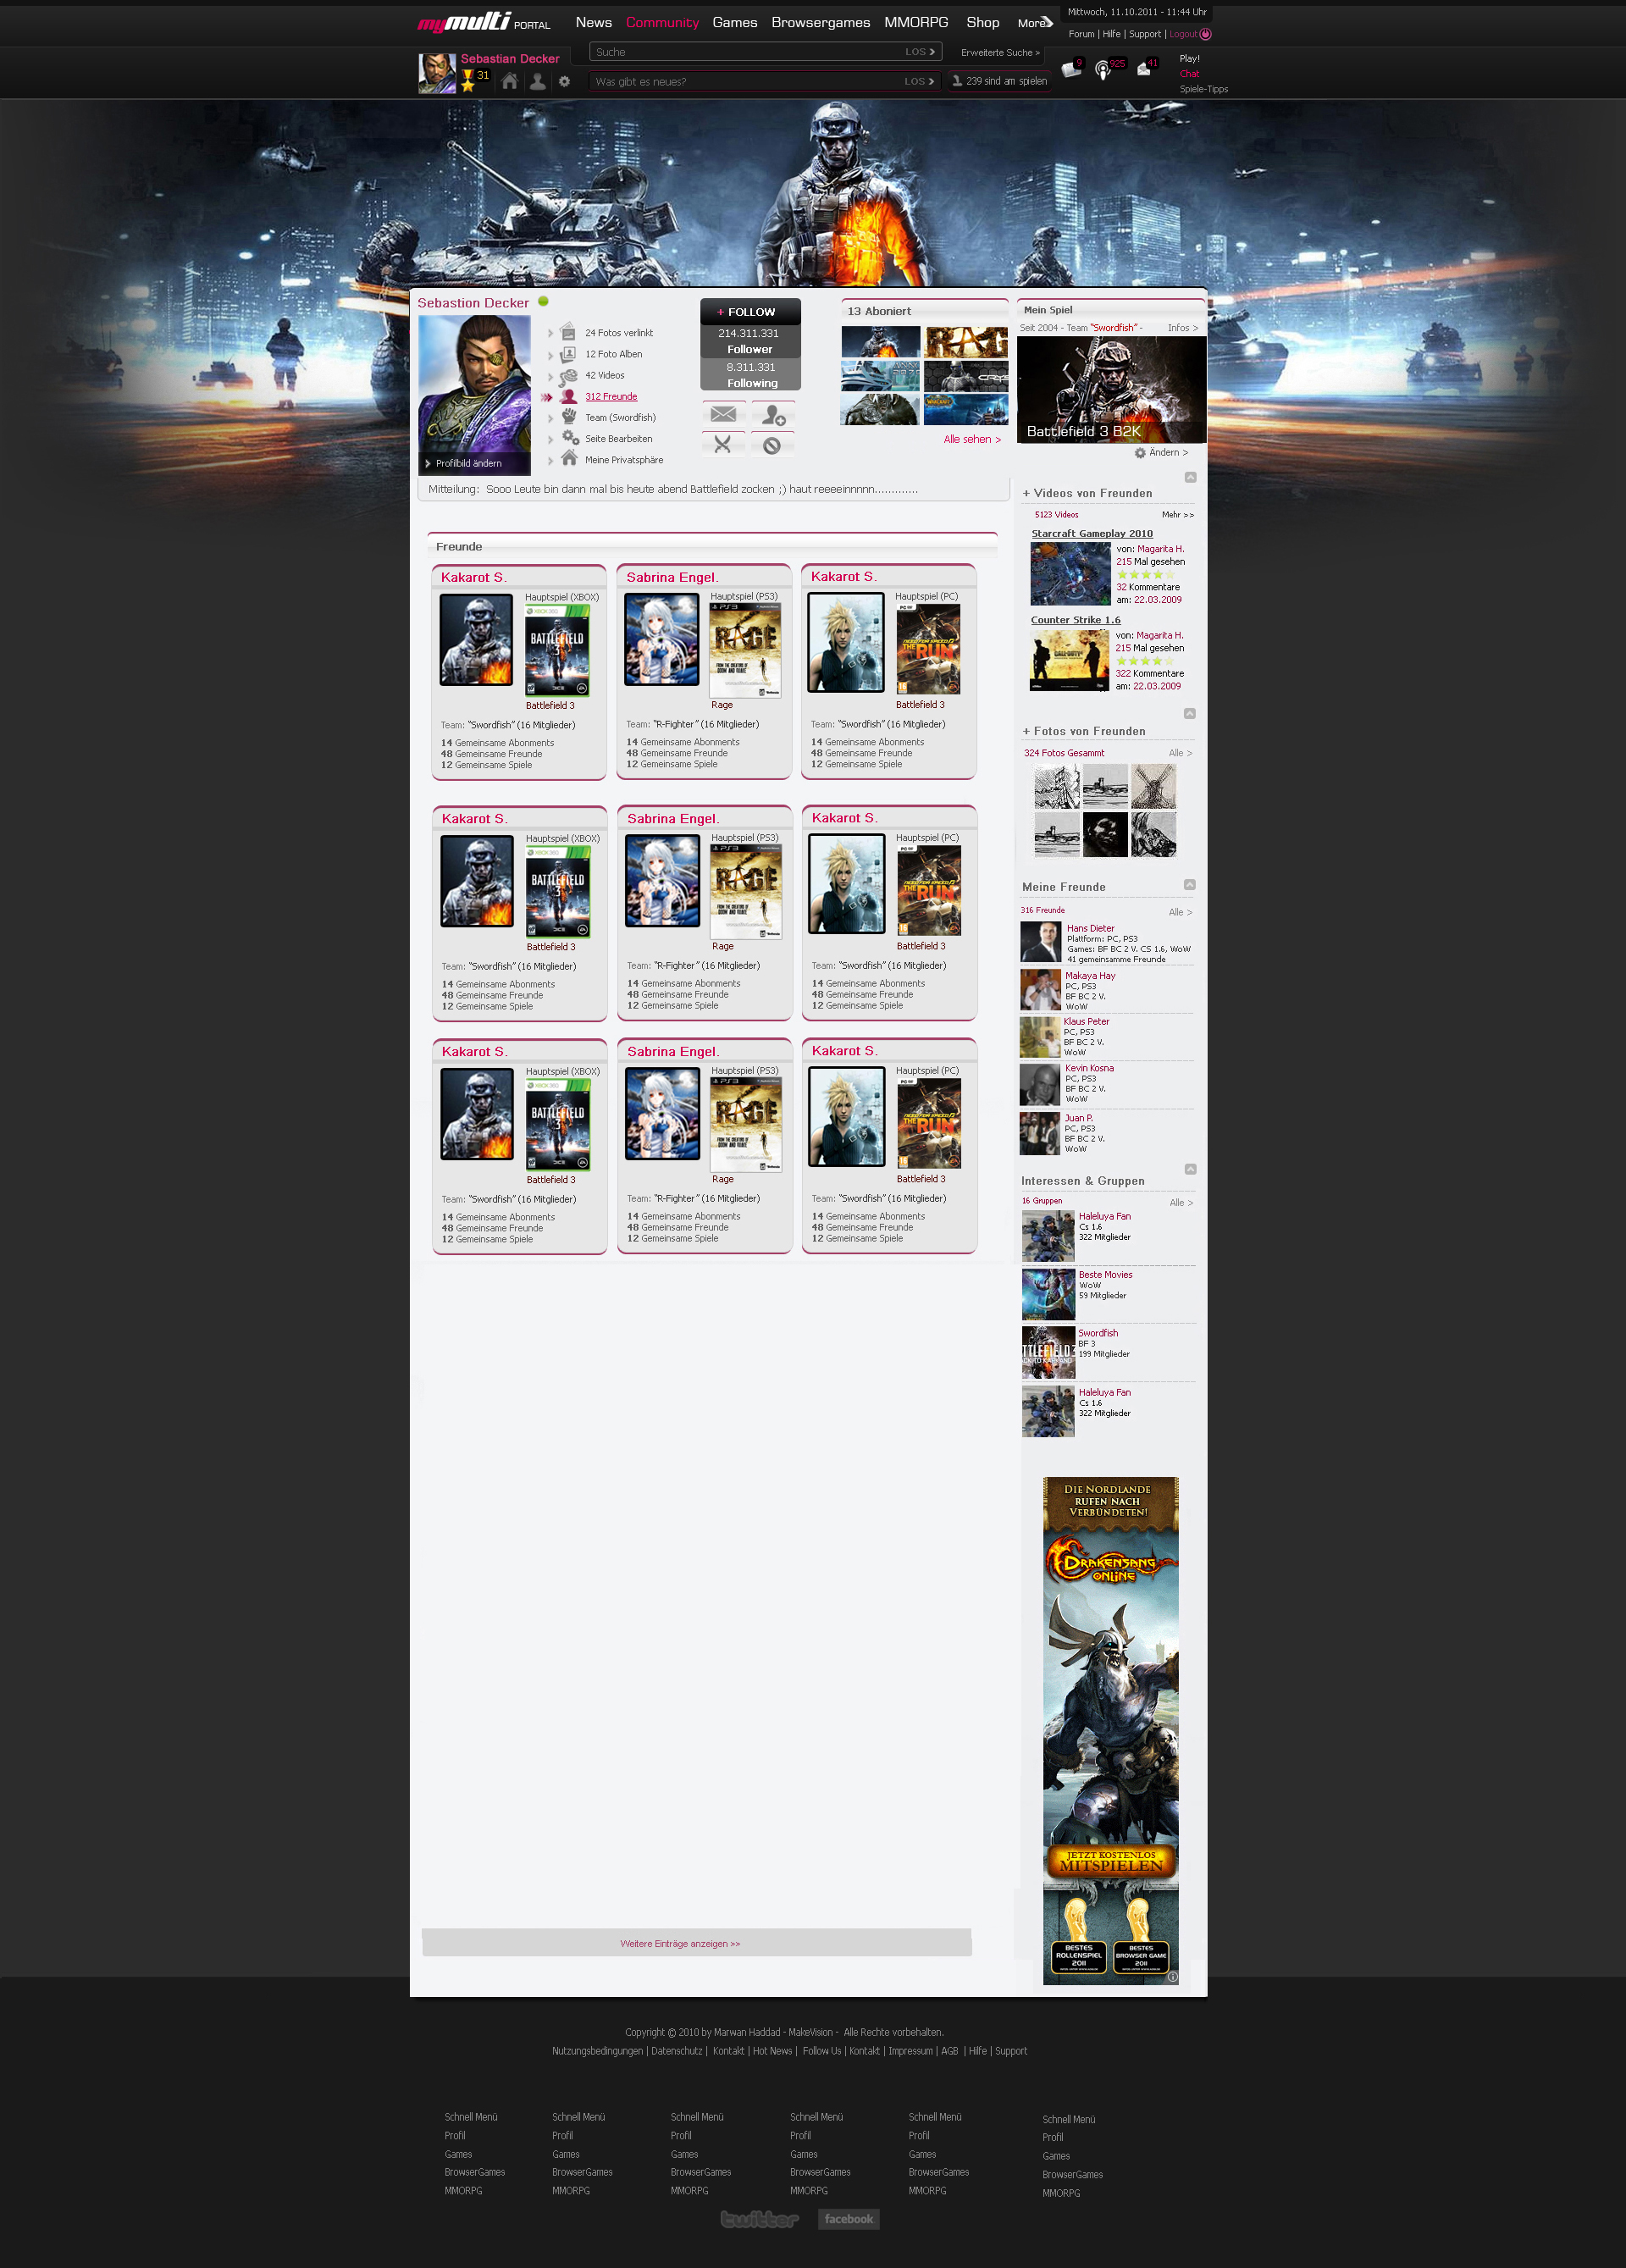 mymulti PORTAL
News Community Games Browsergames MMORPG Shop More
Mittwoch, 11.10.2011 - 11:44 Uhr
Forum | Hilfe | Support | Logout
Suche LOS
Erweiterte Suche »
Sebastian Decker
31
Was gibt es neues? LOS
239 sind am spielen
9 925 41
Play!
Chat
Spiele-Tipps
Sebastion Decker
Profilbild ändern
24 Fotos verlinkt
12 Foto Alben
42 Videos
312 Freunde
Team (Swordfish)
Seite Bearbeiten
Meine Privatsphäre
+ FOLLOW
214.311.331
Follower
8.311.331
Following
13 Aboniert
Alle sehen >
Mein Spiel
Seit 2004 - Team "Swordfish" - Infos >
Battlefield 3 B2K
Ändern >
Mitteilung: Sooo Leute bin dann mal bis heute abend Battlefield zocken ;) haut reeeeinnnnn.............
Freunde
Kakarot S.
Hauptspiel (XBOX)
BATTLEFIELD 3
Battlefield 3
Team: "Swordfish" (16 Mitglieder)
14 Gemeinsame Abonments
48 Gemeinsame Freunde
12 Gemeinsame Spiele
Sabrina Engel.
Hauptspiel (PS3)
RAGE
Rage
Team: "R-Fighter" (16 Mitglieder)
14 Gemeinsame Abonments
48 Gemeinsame Freunde
12 Gemeinsame Spiele
Kakarot S.
Hauptspiel (PC)
THE RUN
Battlefield 3
Team: "Swordfish" (16 Mitglieder)
14 Gemeinsame Abonments
48 Gemeinsame Freunde
12 Gemeinsame Spiele
Kakarot S.
Hauptspiel (XBOX)
BATTLEFIELD 3
Battlefield 3
Team: "Swordfish" (16 Mitglieder)
14 Gemeinsame Abonments
48 Gemeinsame Freunde
12 Gemeinsame Spiele
Sabrina Engel.
Hauptspiel (PS3)
RAGE
Rage
Team: "R-Fighter" (16 Mitglieder)
14 Gemeinsame Abonments
48 Gemeinsame Freunde
12 Gemeinsame Spiele
Kakarot S.
Hauptspiel (PC)
THE RUN
Battlefield 3
Team: "Swordfish" (16 Mitglieder)
14 Gemeinsame Abonments
48 Gemeinsame Freunde
12 Gemeinsame Spiele
Kakarot S.
Hauptspiel (XBOX)
BATTLEFIELD 3
Battlefield 3
Team: "Swordfish" (16 Mitglieder)
14 Gemeinsame Abonments
48 Gemeinsame Freunde
12 Gemeinsame Spiele
Sabrina Engel.
Hauptspiel (PS3)
RAGE
Rage
Team: "R-Fighter" (16 Mitglieder)
14 Gemeinsame Abonments
48 Gemeinsame Freunde
12 Gemeinsame Spiele
Kakarot S.
Hauptspiel (PC)
THE RUN
Battlefield 3
Team: "Swordfish" (16 Mitglieder)
14 Gemeinsame Abonments
48 Gemeinsame Freunde
12 Gemeinsame Spiele
Weitere Einträge anzeigen >>
+ Videos von Freunden
5123 Videos Mehr >>
Starcraft Gameplay 2010
von: Magarita H.
215 Mal gesehen
32 Kommentare
am: 22.03.2009
Counter Strike 1.6
von: Magarita H.
215 Mal gesehen
322 Kommentare
am: 22.03.2009
+ Fotos von Freunden
324 Fotos Gesammt Alle >
Meine Freunde
316 Freunde Alle >
Hans Dieter
Plattform: PC, PS3
Games: BF BC 2 V. CS 1.6, WoW
41 gemeinsamme Freunde
Makaya Hay
PC, PS3
BF BC 2 V.
WoW
Klaus Peter
PC, PS3
BF BC 2 V.
WoW
Kevin Kosna
PC, PS3
BF BC 2 V.
WoW
Juan P.
PC, PS3
BF BC 2 V.
WoW
Interessen & Gruppen
16 Gruppen Alle >
Haleluya Fan
Cs 1.6
322 Mitglieder
Beste Movies
WoW
59 Mitglieder
Swordfish
BF 3
199 Mitglieder
Haleluya Fan
Cs 1.6
322 Mitglieder
DIE NORDLANDE
RUFEN NACH
VERBÜNDETEN!
DRAKENSANG
ONLINE
JETZT KOSTENLOS
MITSPIELEN
BESTES ROLLENSPIEL 2011
BESTES BROWSER GAME 2011
Copyright © 2010 by Marwan Haddad - MakeVision - Alle Rechte vorbehalten.
Nutzungsbedingungen | Datenschutz | Kontakt | Hot News | Follow Us | Kontakt | Impressum | AGB | Hilfe | Support
Schnell Menü Schnell Menü Schnell Menü Schnell Menü Schnell Menü Schnell Menü
Profil Profil Profil Profil Profil Profil
Games Games Games Games Games Games
BrowserGames BrowserGames BrowserGames BrowserGames BrowserGames BrowserGames
MMORPG MMORPG MMORPG MMORPG MMORPG MMORPG
twitter facebook